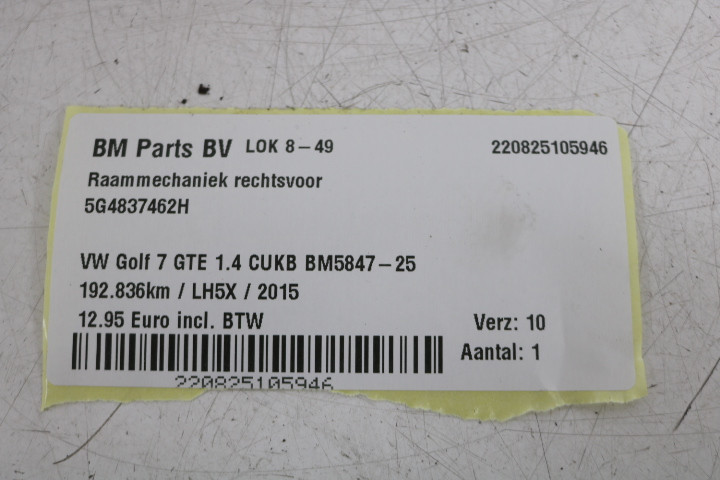 BM Parts BV LOK 8-49 220825105946
Raammechaniek rechtsvoor
5G4837462H
VW Golf 7 GTE 1.4 CUKB BM5847-25
192.836km / LH5X / 2015
12.95 Euro incl. BTW Verz: 10
Aantal: 1
220825105946